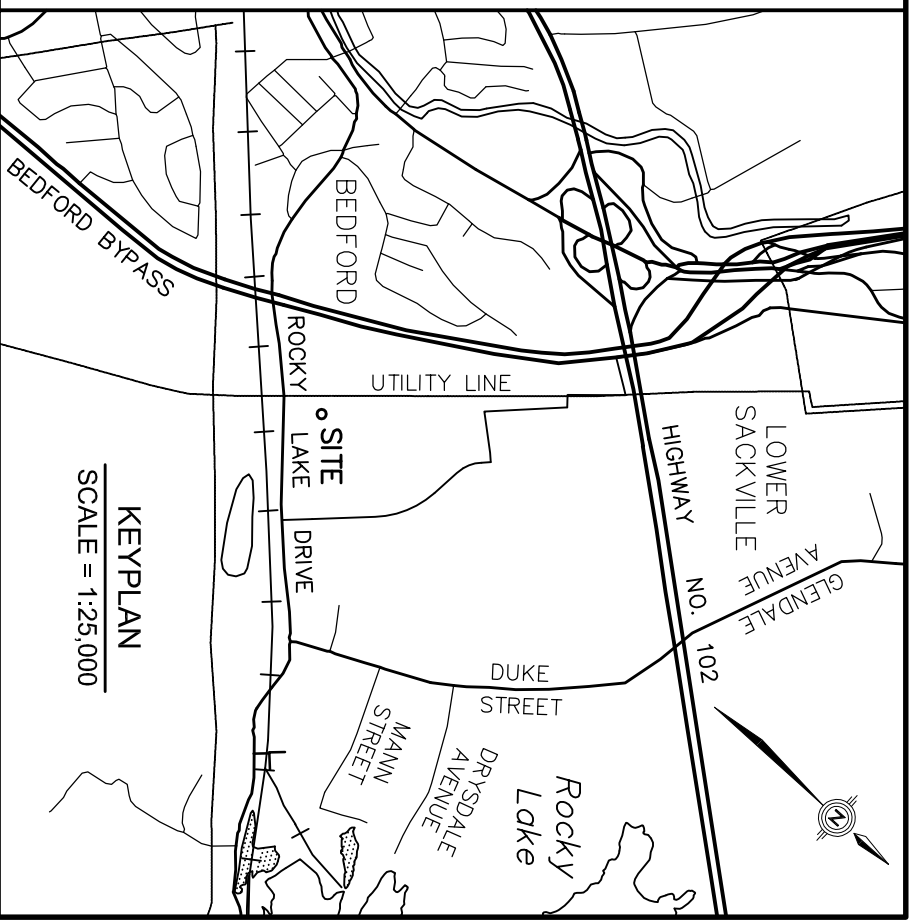 BEDFORD BYPASS
BEDFORD
ROCKY LAKE DRIVE
UTILITY LINE
SITE
HIGHWAY NO. 102
LOWER
SACKVILLE
GLENDALE
AVENUE
DUKE
STREET
MANN
STREET
DRYSDALE
AVENUE
Rocky
Lake
N
KEYPLAN
SCALE = 1:25,000